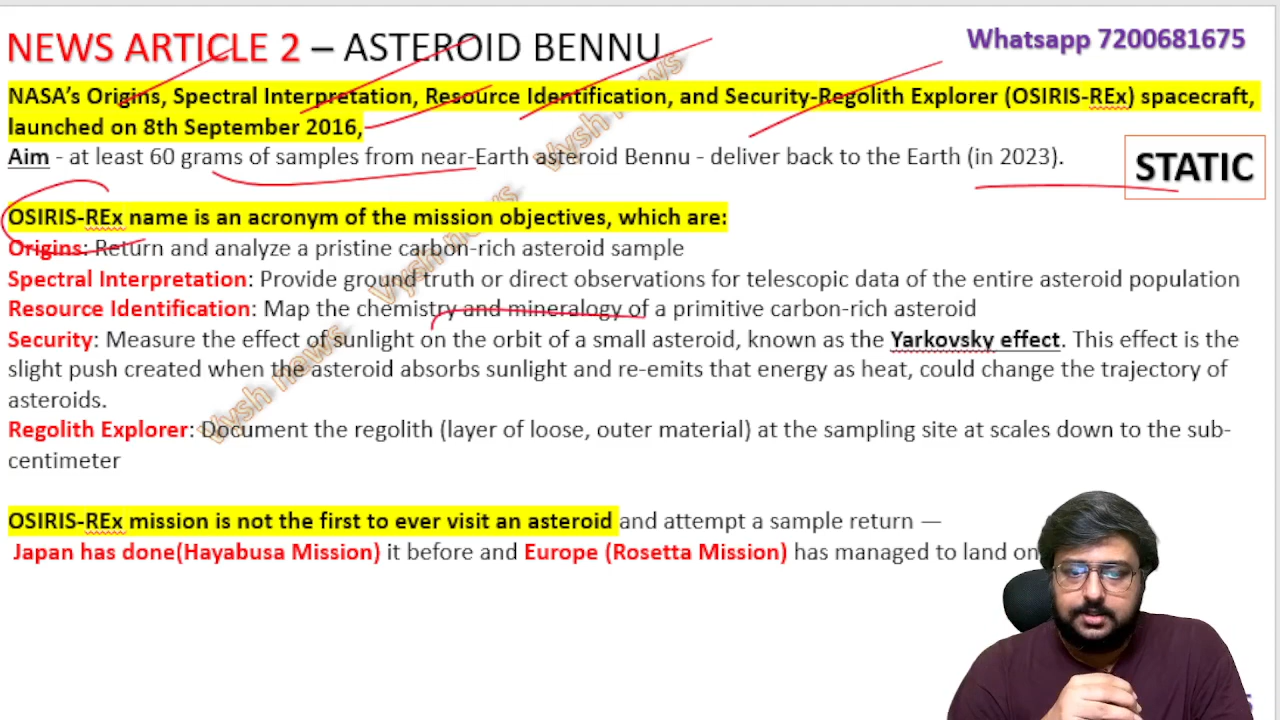 NEWS ARTICLE 2 – ASTEROID BENNU
Whatsapp 7200681675
NASA's Origins, Spectral Interpretation, Resource Identification, and Security-Regolith Explorer (OSIRIS-REx) spacecraft,
launched on 8th September 2016,
Aim - at least 60 grams of samples from near-Earth asteroid Bennu - deliver back to the Earth (in 2023).
STATIC
OSIRIS-REx name is an acronym of the mission objectives, which are:
Origins: Return and analyze a pristine carbon-rich asteroid sample
Spectral Interpretation: Provide ground truth or direct observations for telescopic data of the entire asteroid population
Resource Identification: Map the chemistry and mineralogy of a primitive carbon-rich asteroid
Security: Measure the effect of sunlight on the orbit of a small asteroid, known as the Yarkovsky effect. This effect is the
slight push created when the asteroid absorbs sunlight and re-emits that energy as heat, could change the trajectory of
asteroids.
Regolith Explorer: Document the regolith (layer of loose, outer material) at the sampling site at scales down to the sub-
centimeter
OSIRIS-REx mission is not the first to ever visit an asteroid and attempt a sample return —
Japan has done(Hayabusa Mission) it before and Europe (Rosetta Mission) has managed to land on
Vysh news
Vysh news
Vysh news